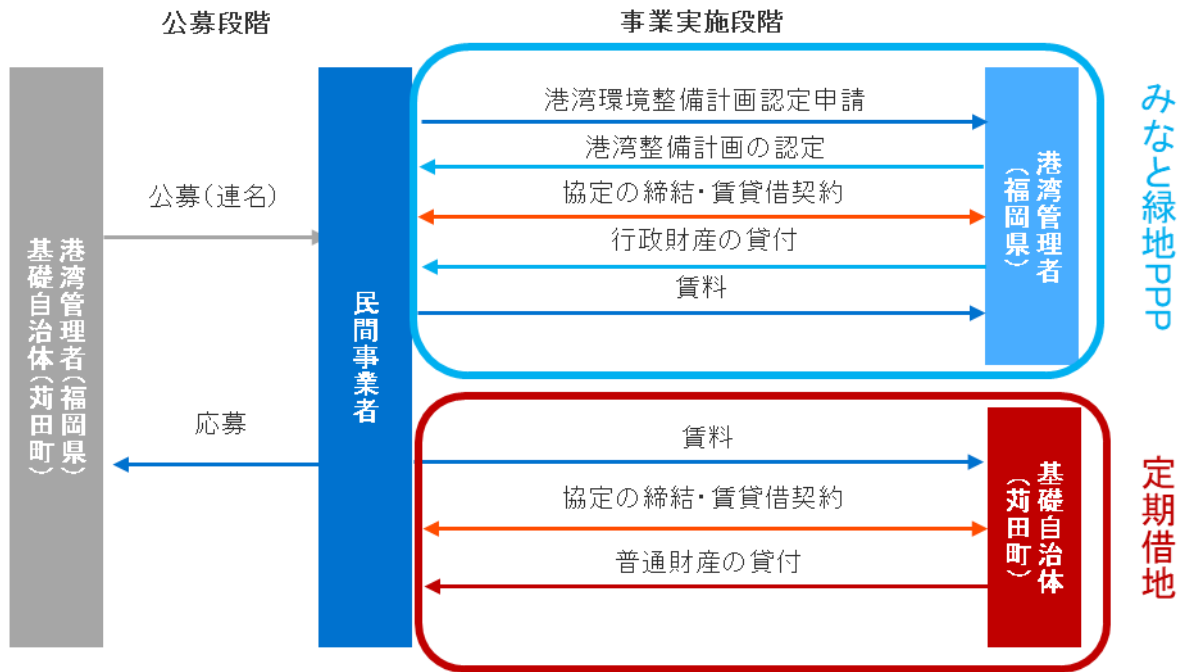 公募段階
事業実施段階
港湾管理者(福岡県)
基礎自治体(苅田町)
公募(連名)
応募
民間事業者
港湾環境整備計画認定申請
港湾整備計画の認定
協定の締結・賃貸借契約
行政財産の貸付
賃料
港湾管理者
(福岡県)
みなと緑地PPP
賃料
協定の締結・賃貸借契約
普通財産の貸付
基礎自治体
(苅田町)
定期借地